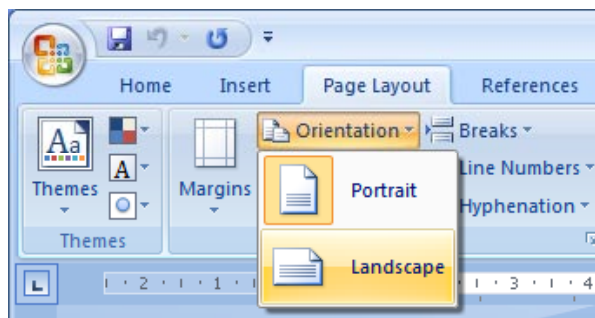 Home Insert Page Layout References
Aa
A
Themes
Margins
Orientation
Breaks
Line Numbers
Hyphenation
Portrait
Landscape
Themes
L
2 1 3 4